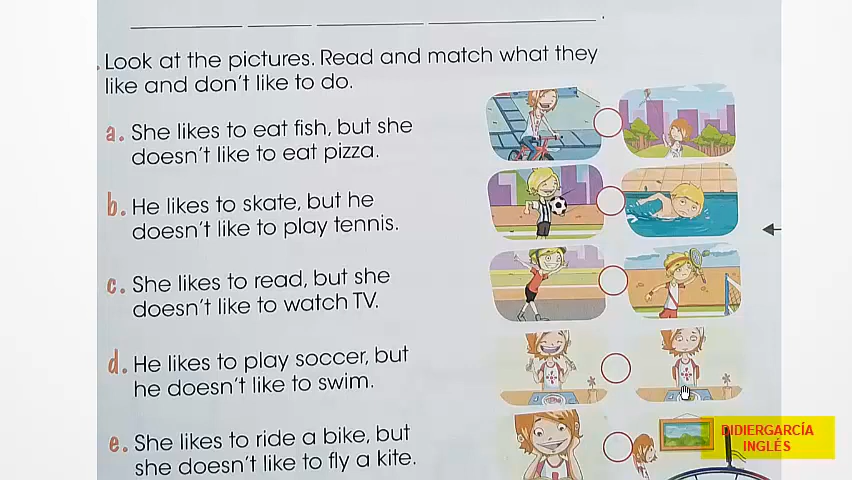 Look at the pictures. Read and match what they
like and don't like to do.
a. She likes to eat fish, but she
doesn't like to eat pizza.
b. He likes to skate, but he
doesn't like to play tennis.
c. She likes to read, but she
doesn't like to watch TV.
d. He likes to play soccer, but
he doesn't like to swim.
e. She likes to ride a bike, but
she doesn't like to fly a kite.
DIDIERGARCÍA
INGLÉS